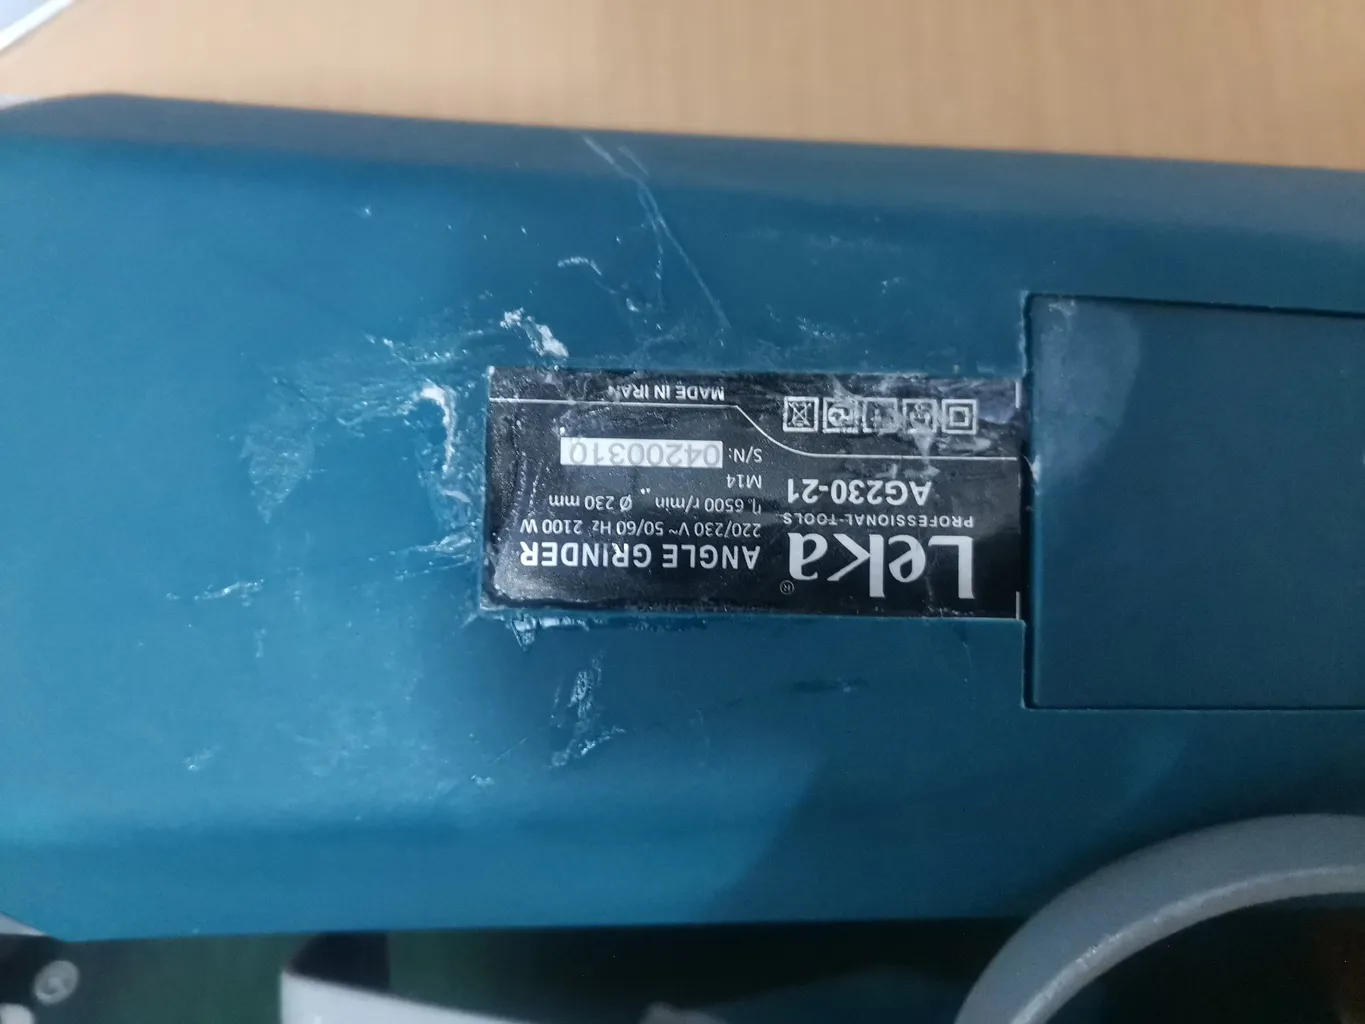 Leka®
PROFESSIONAL-TOOLS
AG230-21
ANGLE GRINDER
220/230 V~ 50/60 Hz 2100 W
6500 r/min Ø 230 mm
M14
S/N: 04200310
MADE IN IRAN